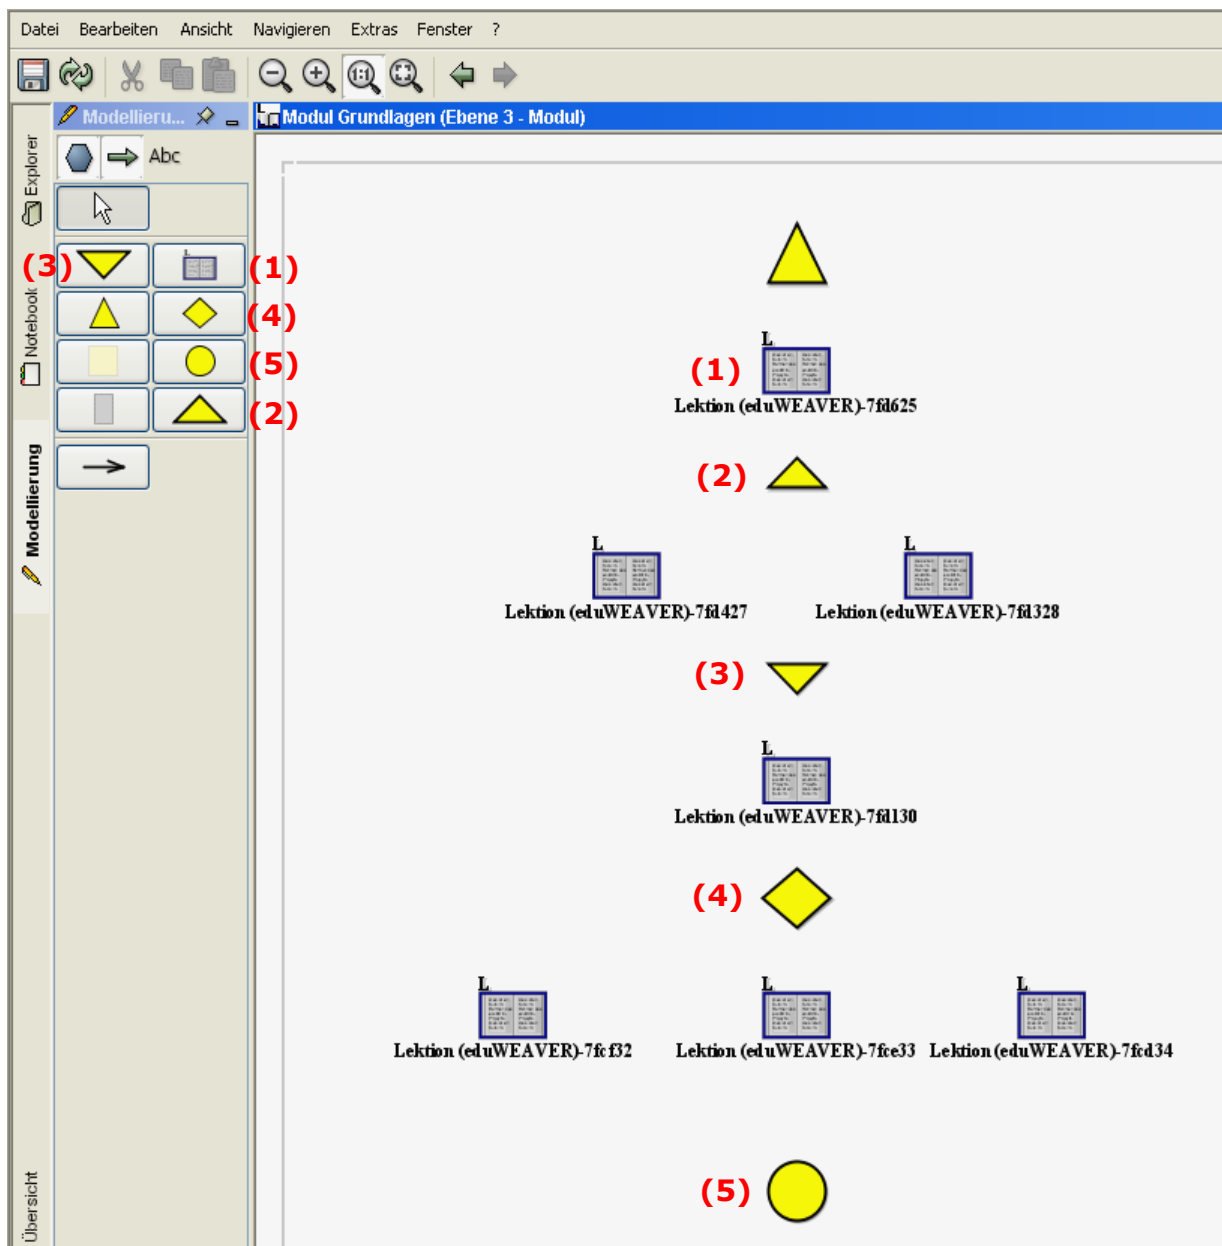 Datei Bearbeiten Ansicht Navigieren Extras Fenster ?
1:1
Modellieru...
Modul Grundlagen (Ebene 3 - Modul)
Abc
Explorer
Notebook
Modellierung
Übersicht
L
(3)
(1)
(4)
(5)
(2)
L
(1)
Lektion (eduWEAVER)-7fd625
(2)
L L
Lektion (eduWEAVER)-7fd427 Lektion (eduWEAVER)-7fd328
(3)
L
Lektion (eduWEAVER)-7fd130
(4)
L L L
Lektion (eduWEAVER)-7fcf32 Lektion (eduWEAVER)-7fce33 Lektion (eduWEAVER)-7fcd34
(5)